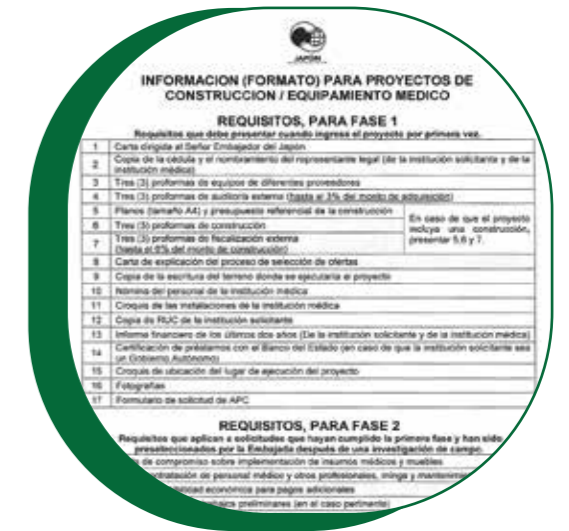 JAPÓN
INFORMACION (FORMATO) PARA PROYECTOS DE
CONSTRUCCION / EQUIPAMIENTO MEDICO
REQUISITOS, PARA FASE 1
Requisitos que debe presentar cuando ingrese el proyecto por primera vez.
1 Carta dirigida al Señor Embajador del Japón
2 Copia de la cédula y el nombramiento del representante legal (de la institución solicitante y de la
institución médica)
3 Tres (3) proformas de equipos de diferentes proveedores
4 Tres (3) proformas de auditoría externa (hasta el 3% del monto de adquisición)
5 Planos (tamaño A4) y presupuesto referencial de la construcción
6 Tres (3) proformas de construcción
7 Tres (3) proformas de fiscalización externa
(hasta el 6% del monto de construcción)
En caso de que el proyecto
incluya una construcción,
presentar 5,6 y 7.
8 Carta de explicación del proceso de selección de ofertas
9 Copia de la escritura del terreno donde se ejecutaría el proyecto
10 Nómina del personal de la institución médica
11 Croquis de las instalaciones de la institución médica
12 Copia de RUC de la institución solicitante
13 Informe financiero de los últimos dos años (De la institución solicitante y de la institución médica)
14 Certificación de préstamos con el Banco del Estado (en caso de que la institución solicitante sea
un Gobierno Autónomo)
15 Croquis de ubicación del lugar de ejecución del proyecto
16 Fotografías
17 Formulario de solicitud de APC
REQUISITOS, PARA FASE 2
Requisitos que aplican a solicitudes que hayan cumplido la primera fase y han sido
preseleccionados por la Embajada después de una investigación de campo.
de compromiso sobre implementación de insumos médicos y muebles
contratación de personal médico y otros profesionales, minga y mantenim
económica para pagos adicionales
preliminares (en el caso pertinente)